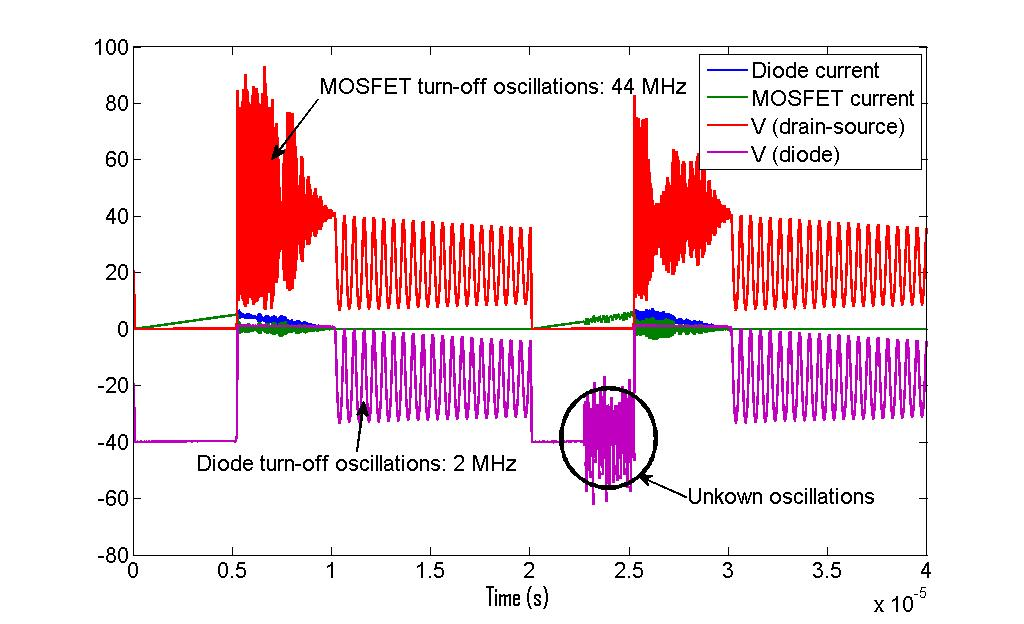 100
80
60
40
20
0
-20
-40
-60
-80
MOSFET turn-off oscillations: 44 MHz
Diode current
MOSFET current
V (drain-source)
V (diode)
Diode turn-off oscillations: 2 MHz
Unkown oscillations
0 0.5 1 1.5 2 2.5 3 3.5 4
Time (s)
x 10-5